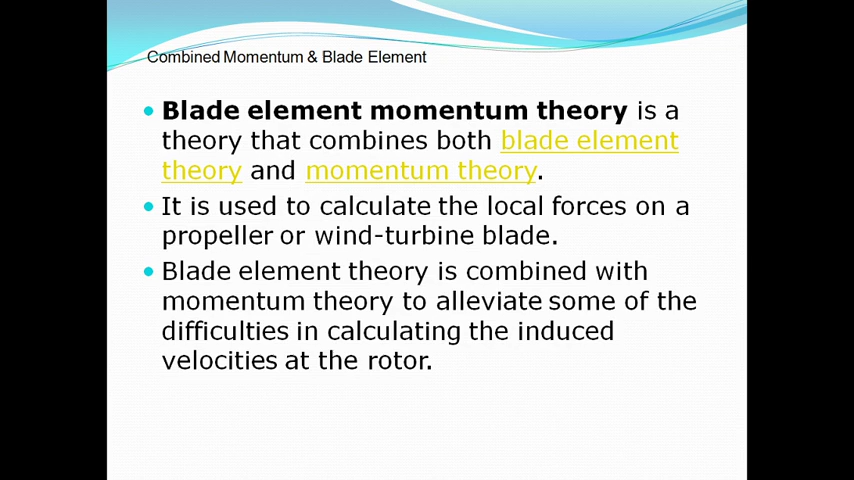 Combined Momentum & Blade Element
Blade element momentum theory is a
theory that combines both blade element
theory and momentum theory.
It is used to calculate the local forces on a
propeller or wind-turbine blade.
Blade element theory is combined with
momentum theory to alleviate some of the
difficulties in calculating the induced
velocities at the rotor.